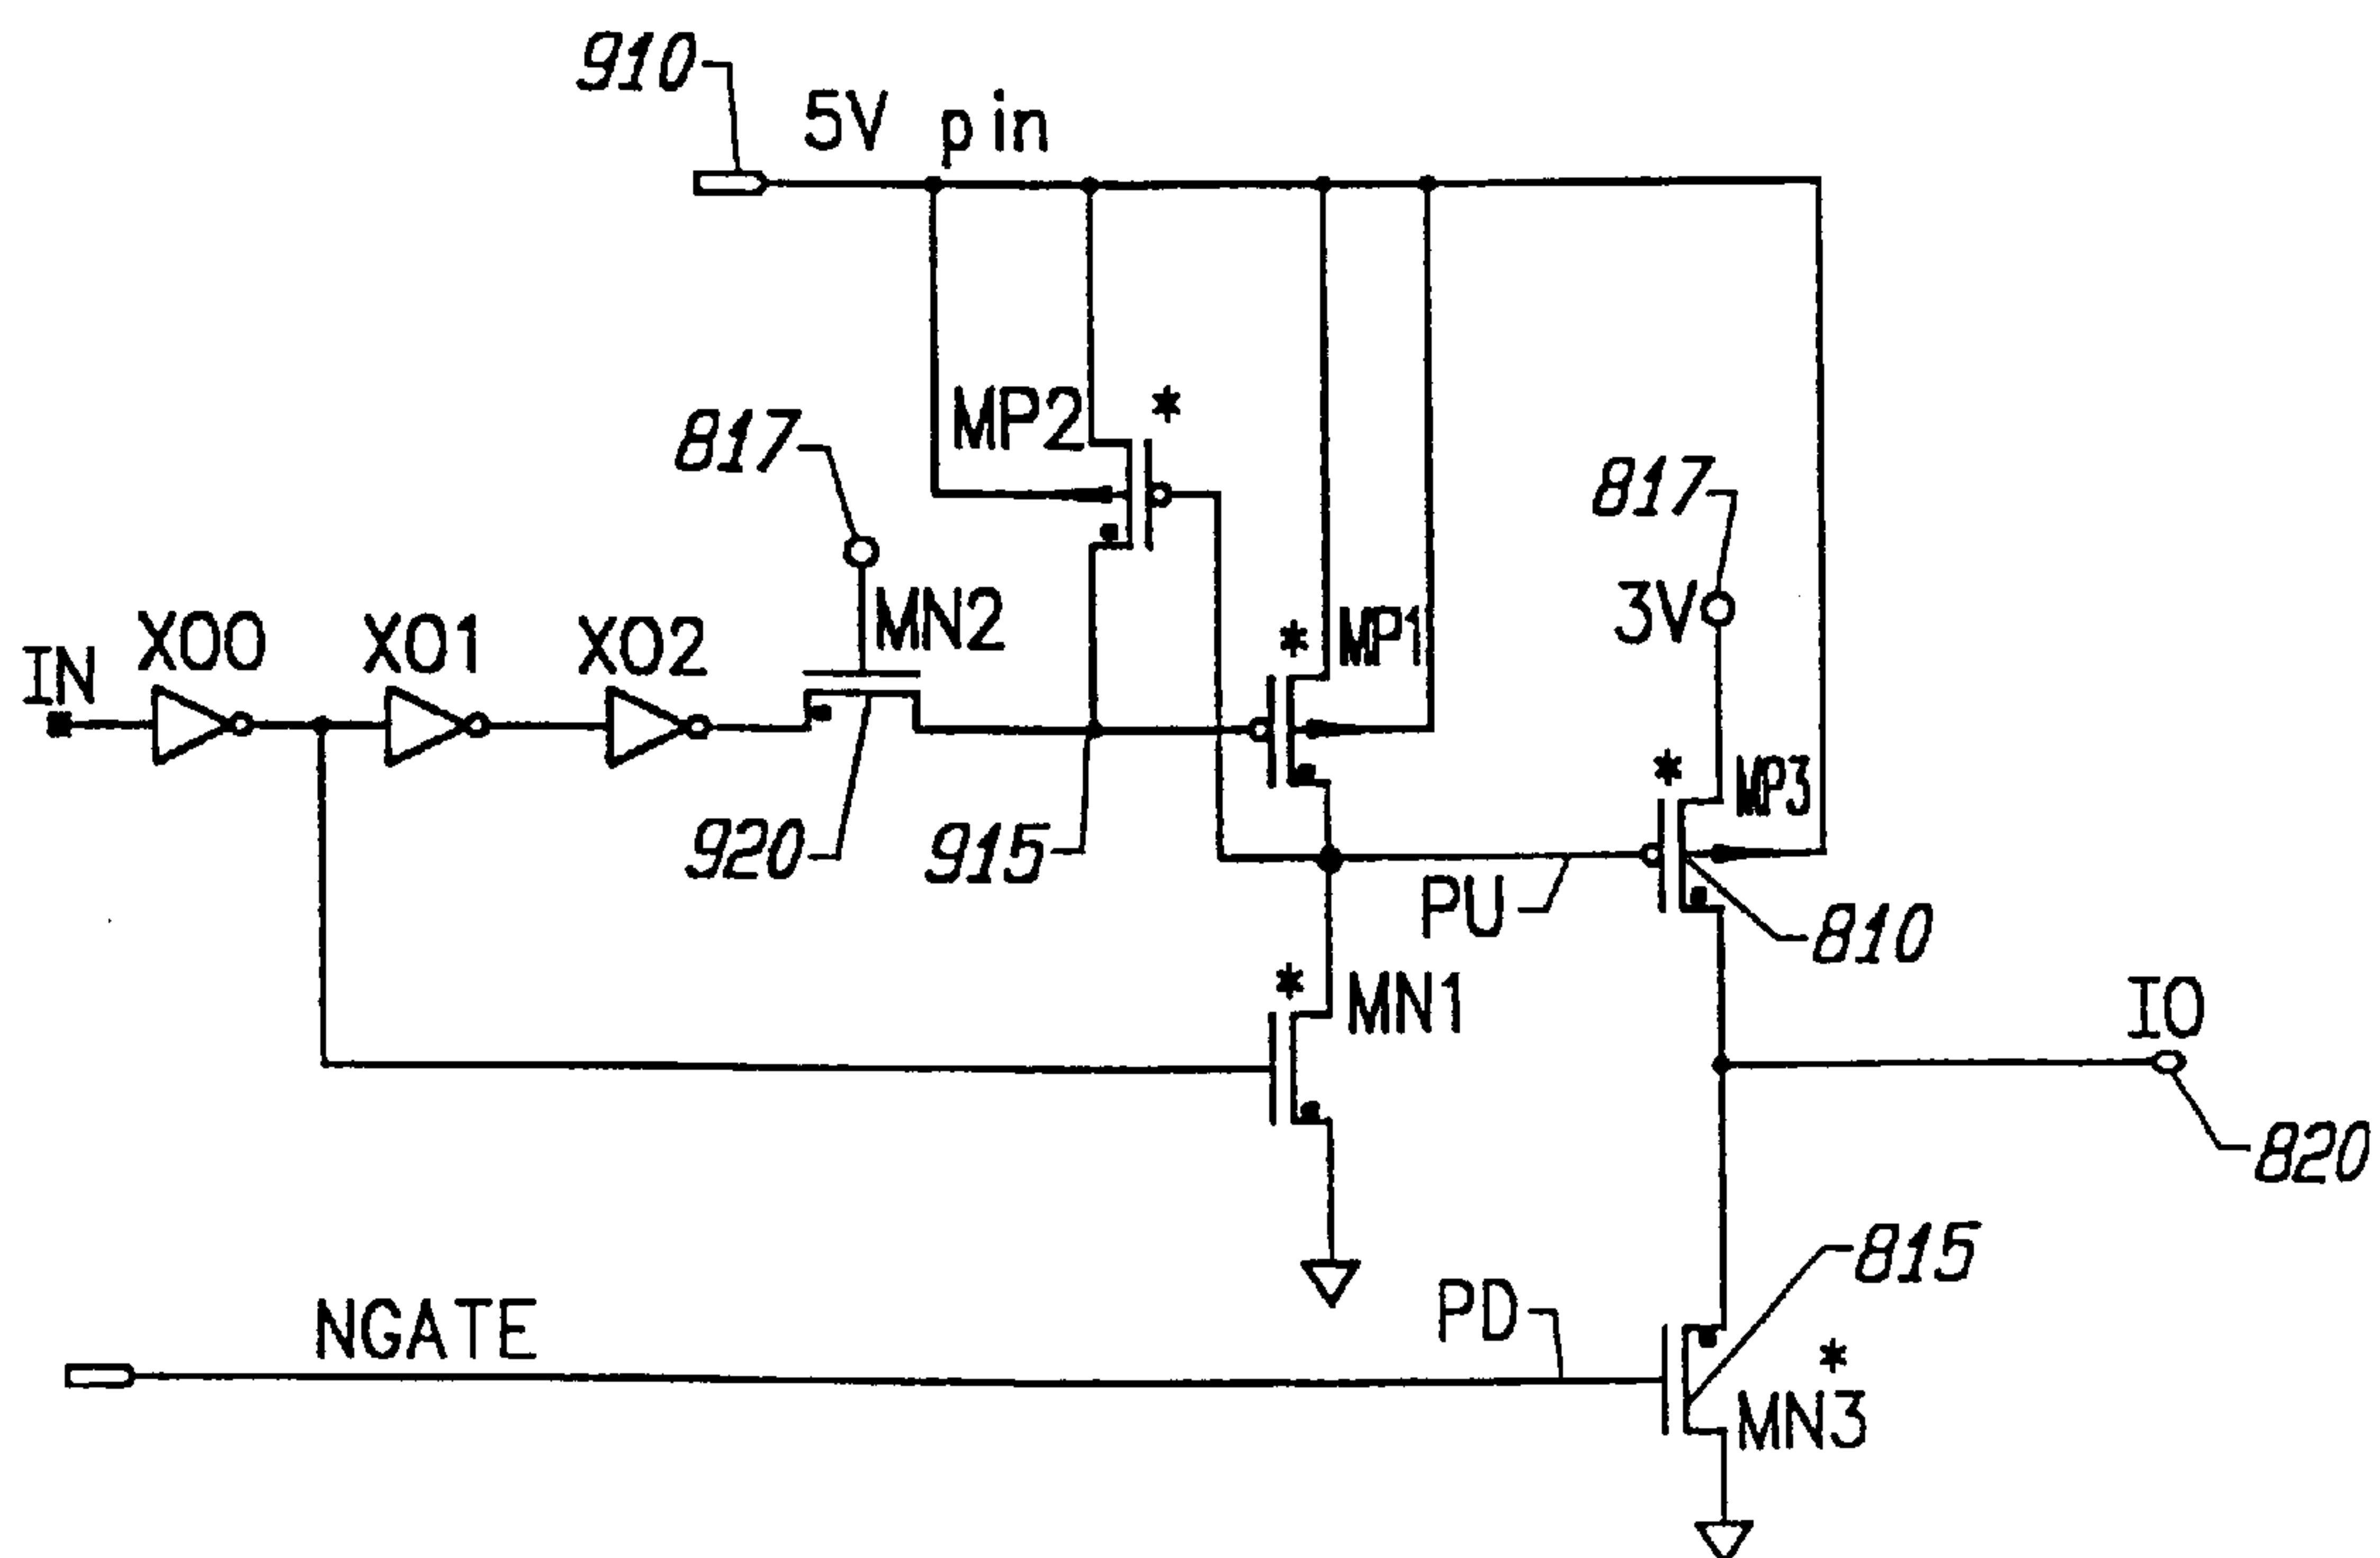 910
5V pin
MP2 *
817
817
MN2
* MP1
3V
IN
X00
X01
X02
* MP3
920
915
PU
810
* MN1
IO
820
815
PD
NGATE
*
MN3